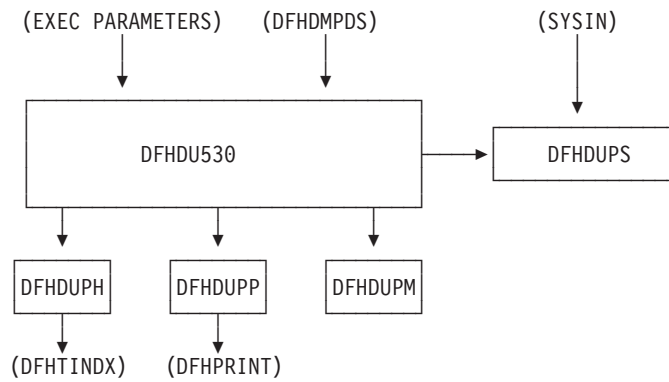 (EXEC PARAMETERS) (DFHDMPDS) (SYSIN)
DFHDU530 DFHDUPS
DFHDUPH DFHDUPP DFHDUPM
(DFHTINDX) (DFHPRINT)